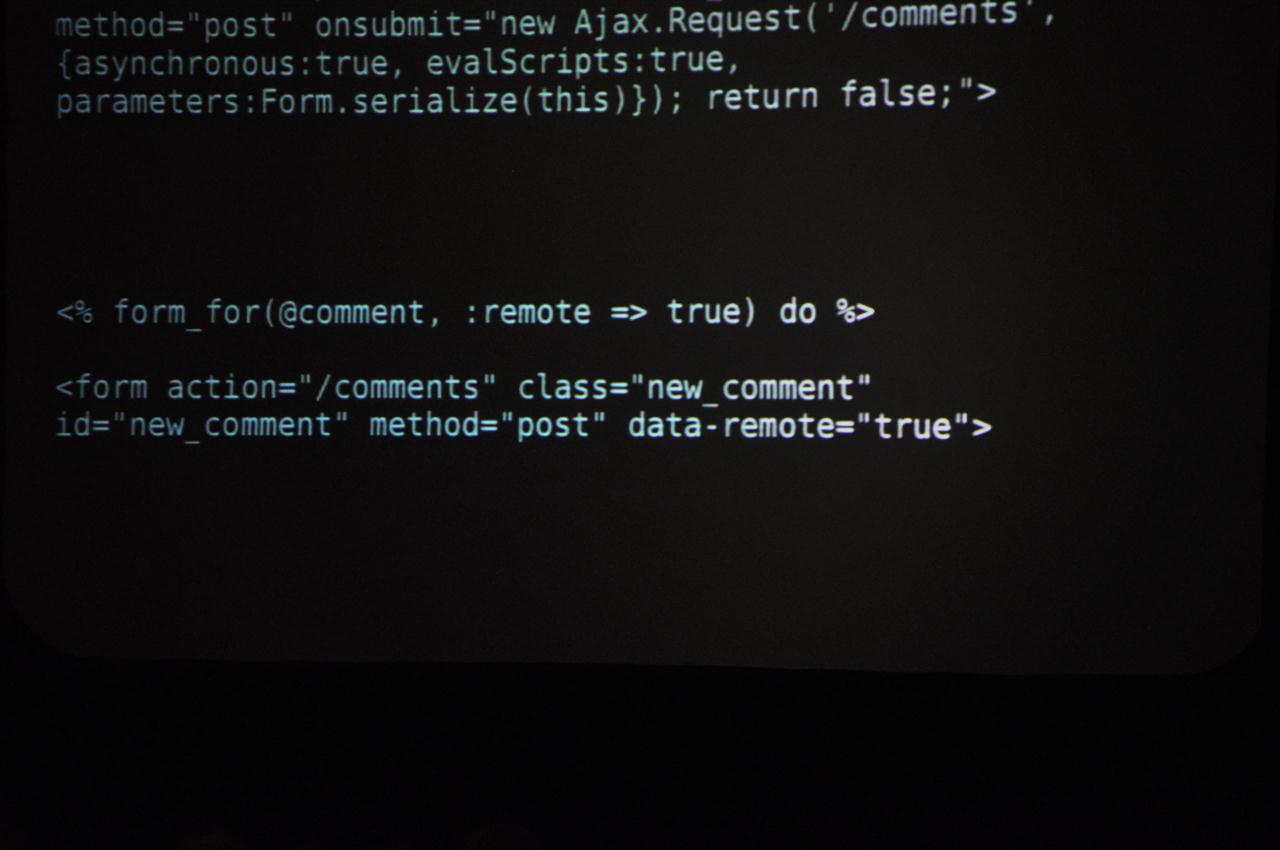 method="post" onsubmit="new Ajax.Request('/comments',
{asynchronous:true, evalScripts:true,
parameters:Form.serialize(this)}); return false;">
<% form_for(@comment, :remote => true) do %>
<form action="/comments" class="new_comment"
id="new_comment" method="post" data-remote="true">